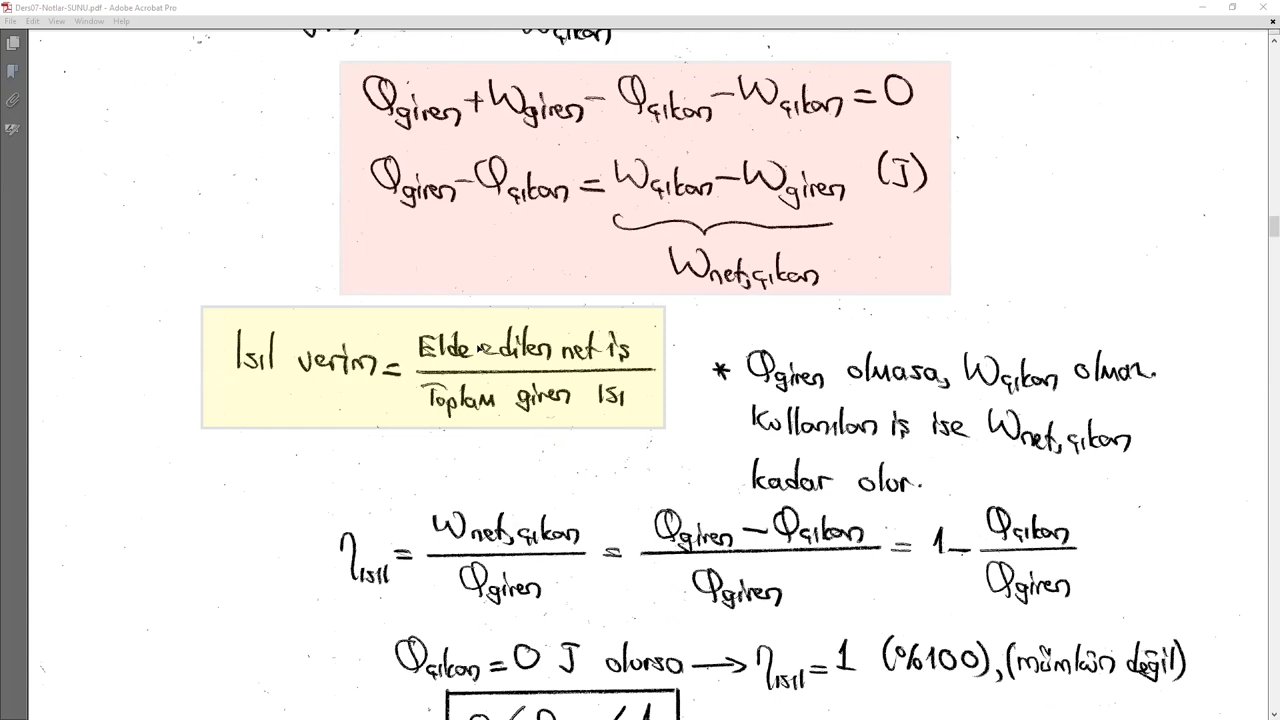 Ders07-Notlar-SUNU.pdf - Adobe Acrobat Pro
File Edit View Window Help
Qgiren + Wgiren - Qçıkan - Wçıkan = 0
Qgiren - Qçıkan = Wçıkan - Wgiren (J)
Wnet,çıkan
Isıl verim = Elde edilen net iş
Toplam giren ısı
* Qgiren olmasa, Wçıkan olmaz.
Kullanılan iş ise Wnet,çıkan
kadar olur.
ηısıl = Wnet,çıkan / Qgiren = Qgiren - Qçıkan / Qgiren = 1 - Qçıkan / Qgiren
Qçıkan = 0 J olursa → ηısıl = 1 (%100), (mümkün değil)